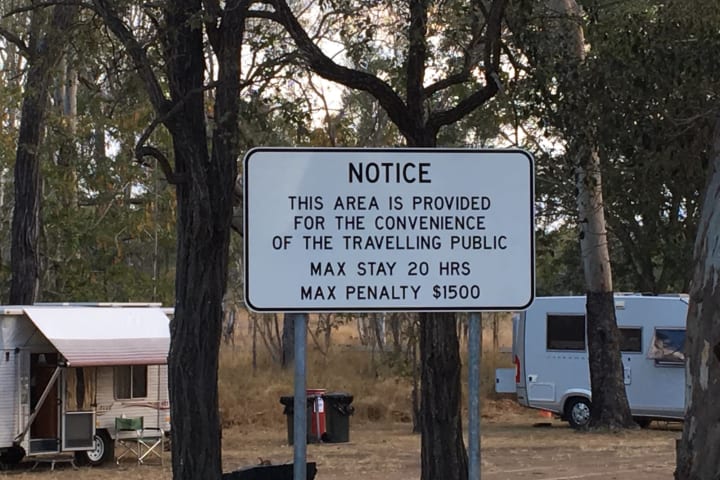 NOTICE
THIS AREA IS PROVIDED
FOR THE CONVENIENCE
OF THE TRAVELLING PUBLIC
MAX STAY 20 HRS
MAX PENALTY $1500